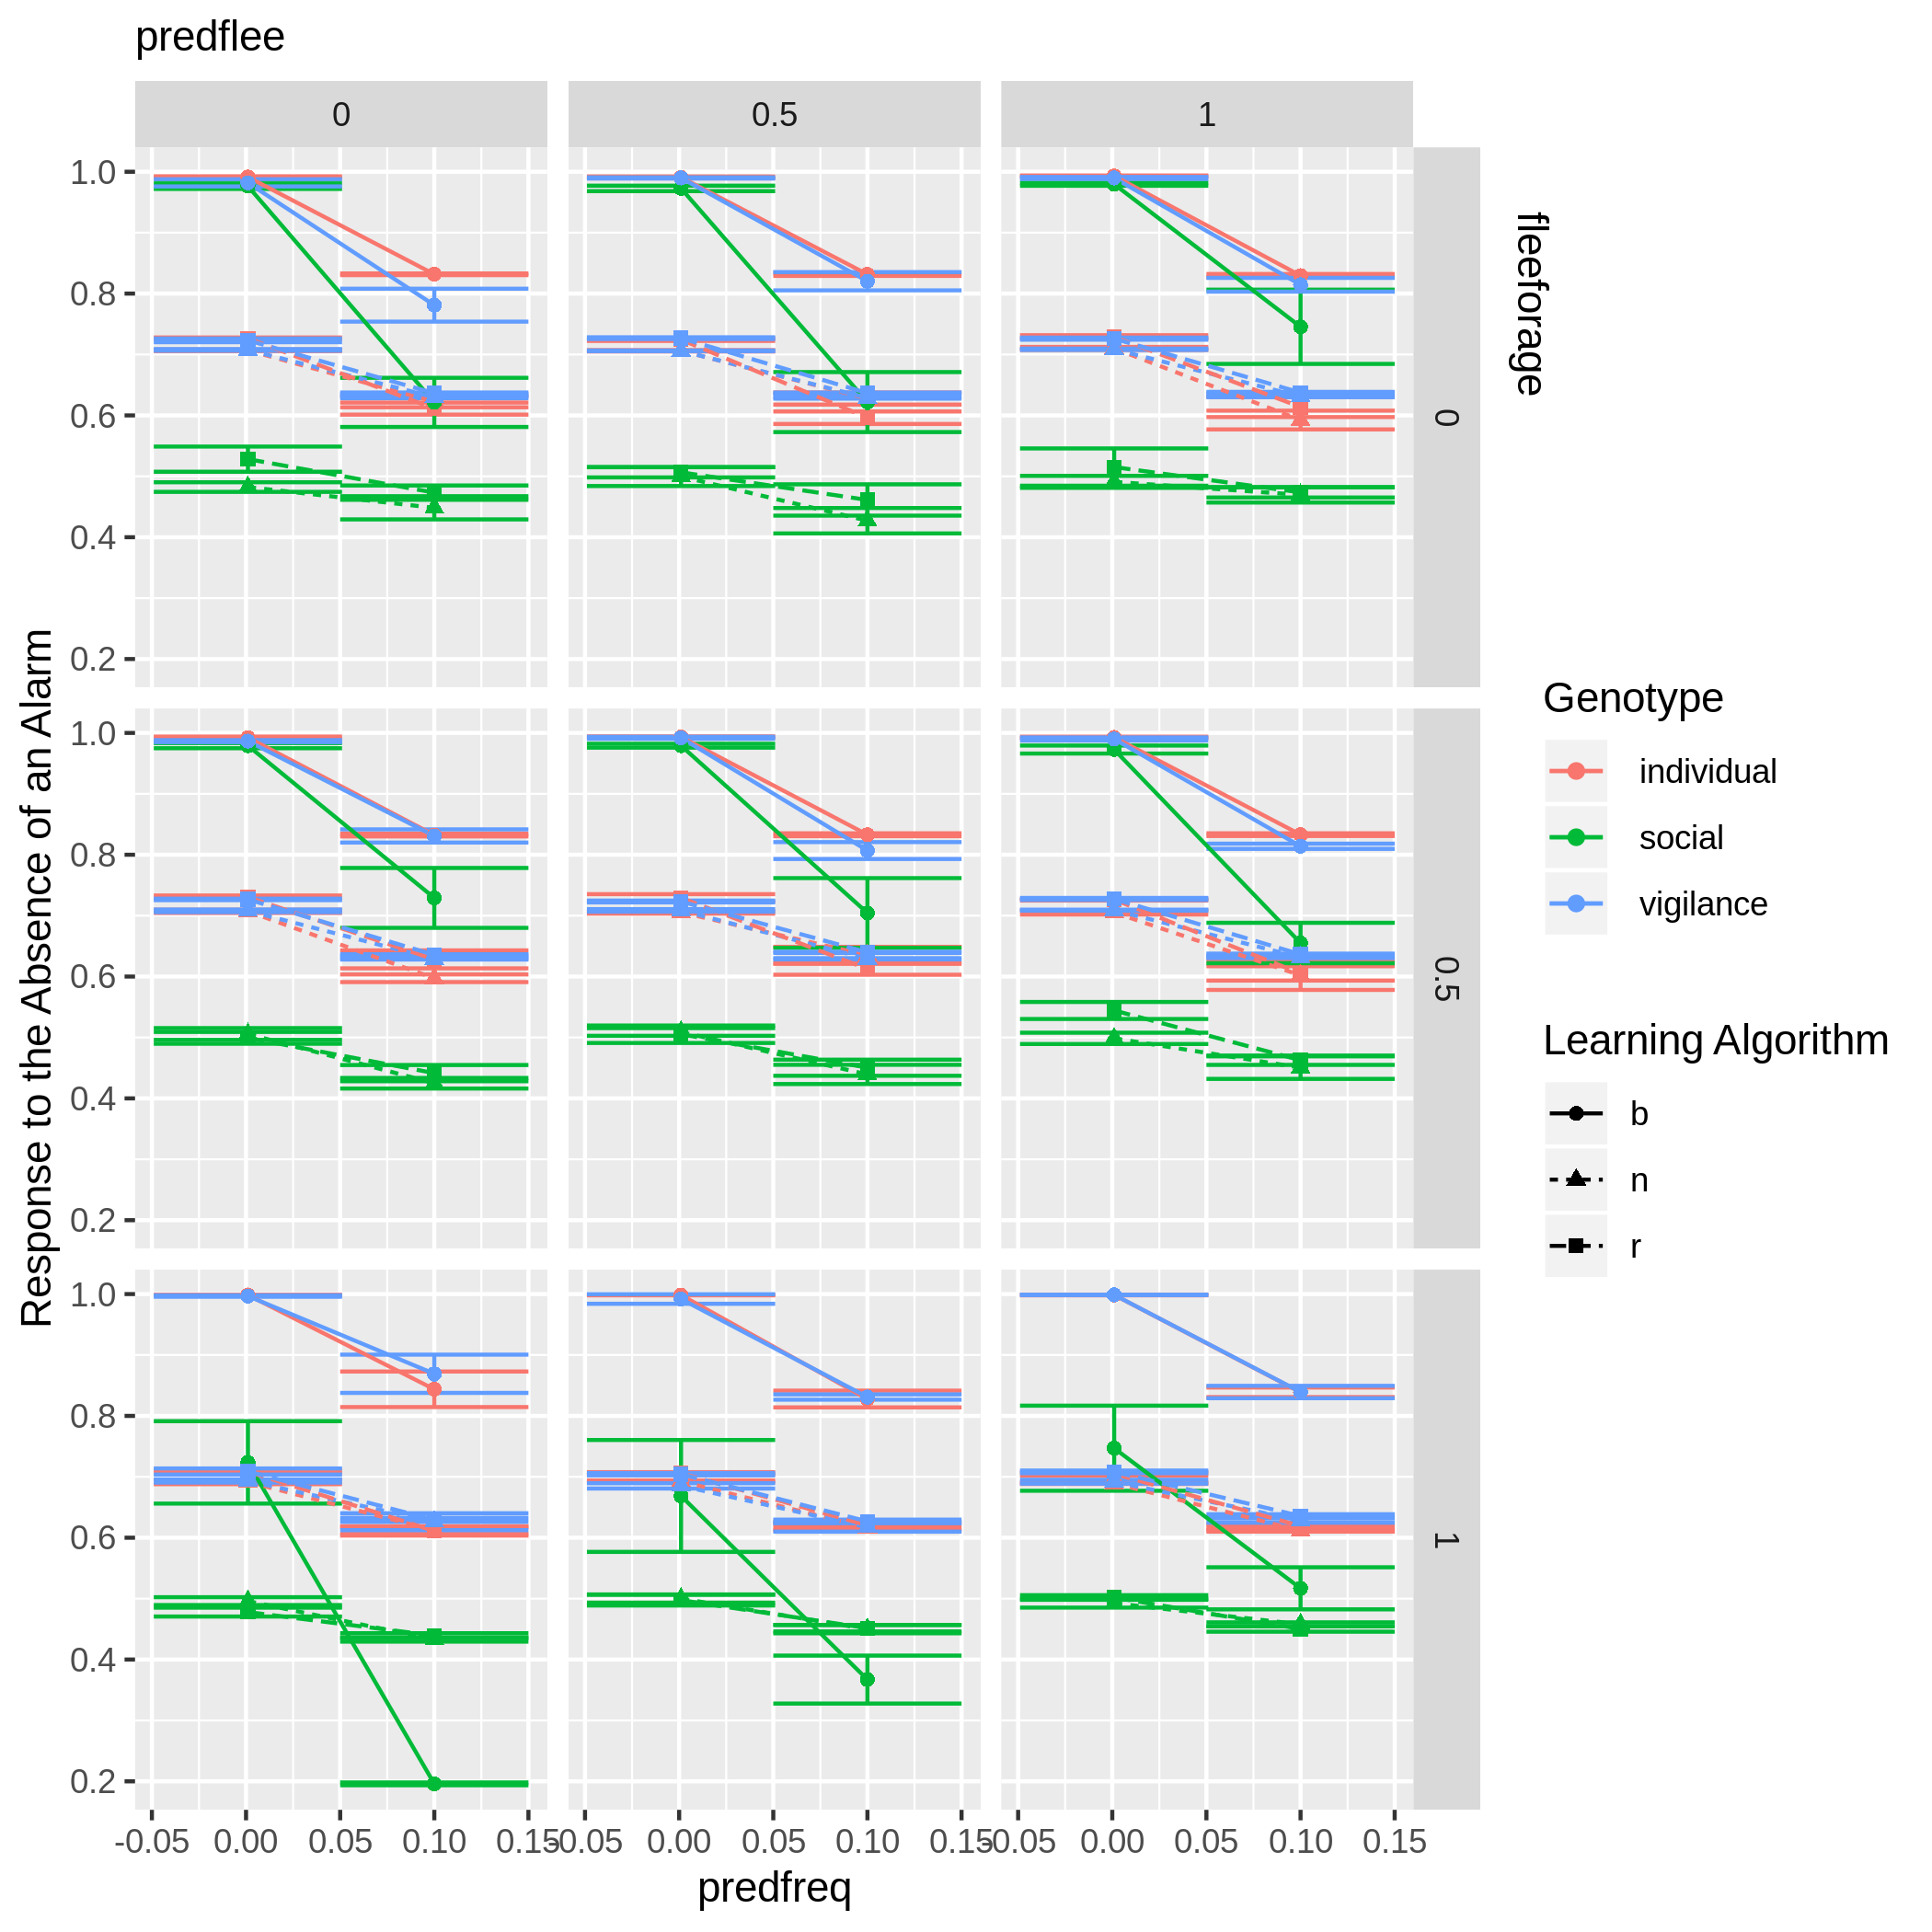 predflee
0 0.5 1
fleeforage
0
0.5
1
Response to the Absence of an Alarm
1.0
0.8
0.6
0.4
0.2
1.0
0.8
0.6
0.4
0.2
1.0
0.8
0.6
0.4
0.2
-0.05 0.00 0.05 0.10 0.15 -0.05 0.00 0.05 0.10 0.15 -0.05 0.00 0.05 0.10 0.15
predfreq
Genotype
individual
social
vigilance
Learning Algorithm
b
n
r